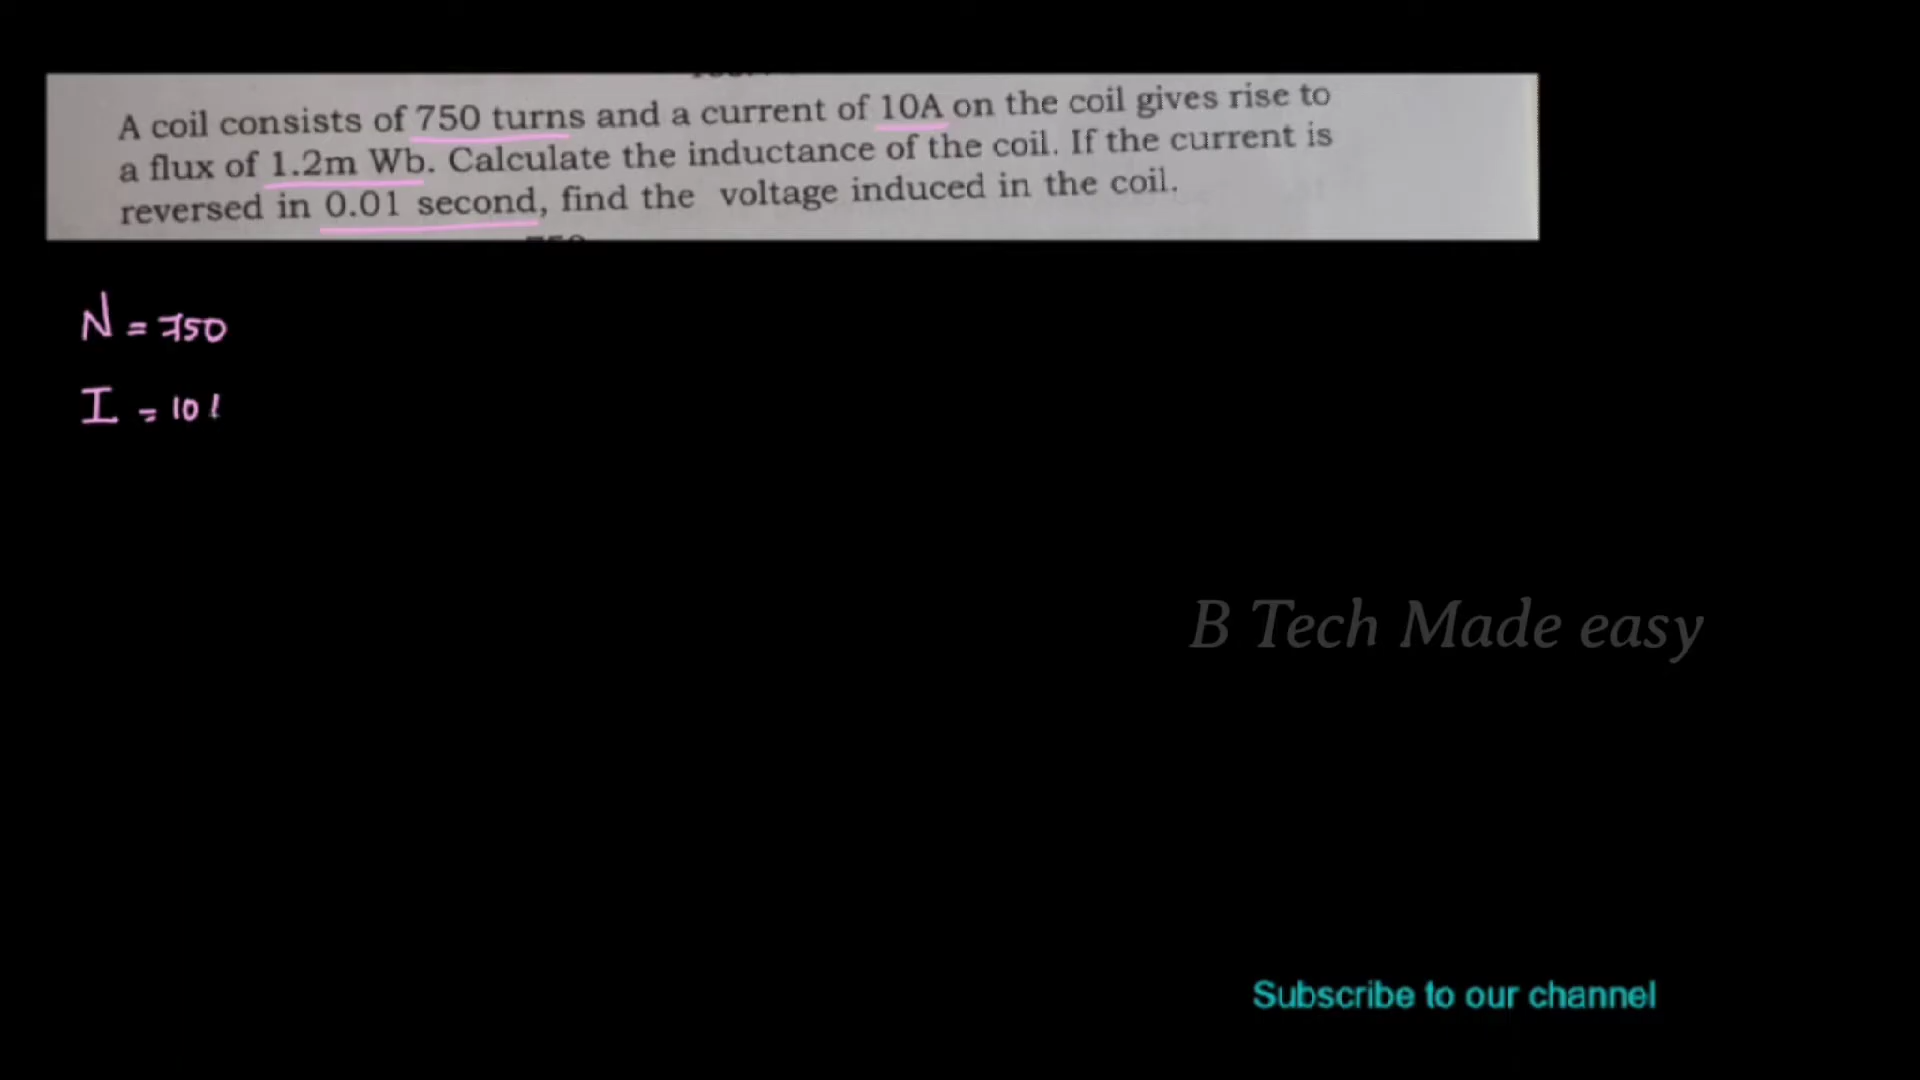 A coil consists of 750 turns and a current of 10A on the coil gives rise to
a flux of 1.2m Wb. Calculate the inductance of the coil. If the current is
reversed in 0.01 second, find the voltage induced in the coil.
N = 750
I = 10
B Tech Made easy
Subscribe to our channel